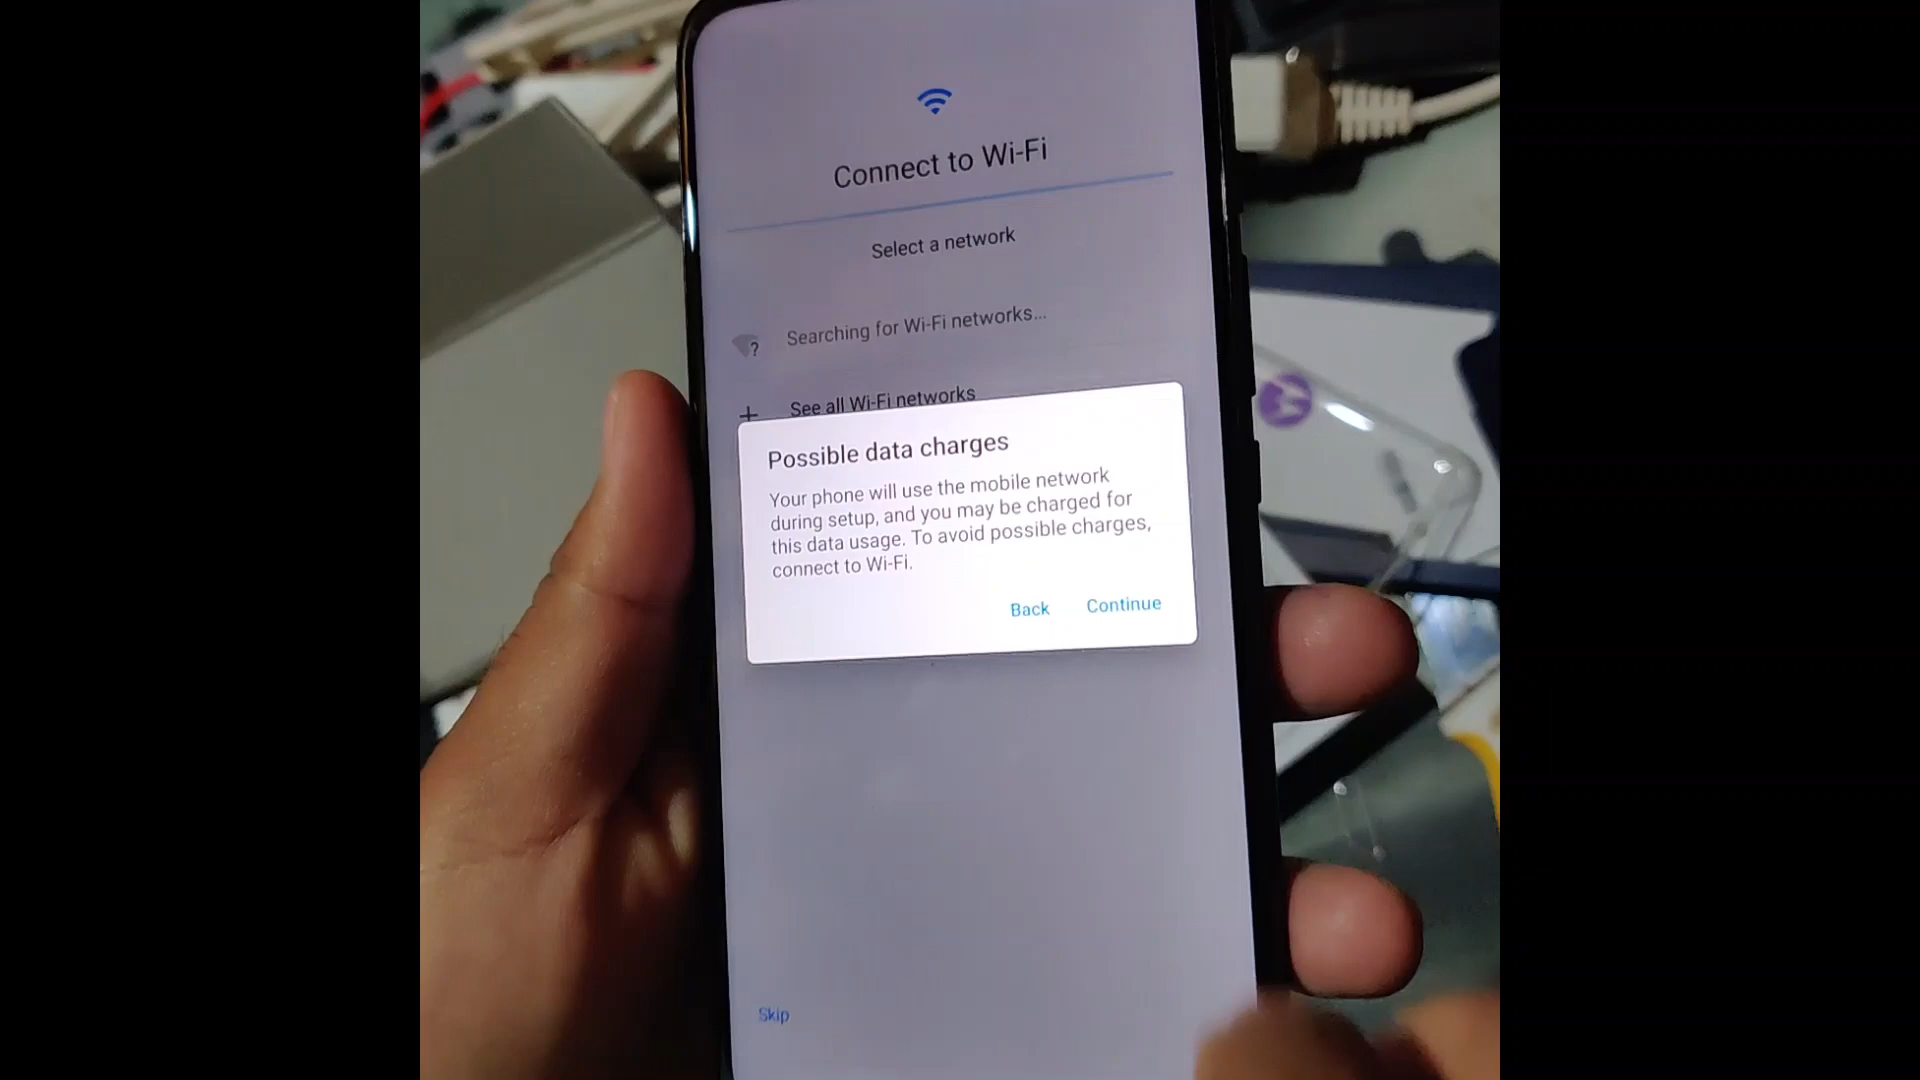 Connect to Wi-Fi
Select a network
Searching for Wi-Fi networks...
See all Wi-Fi networks
Possible data charges
Your phone will use the mobile network
during setup, and you may be charged for
this data usage. To avoid possible charges,
connect to Wi-Fi.
Back Continue
Skip